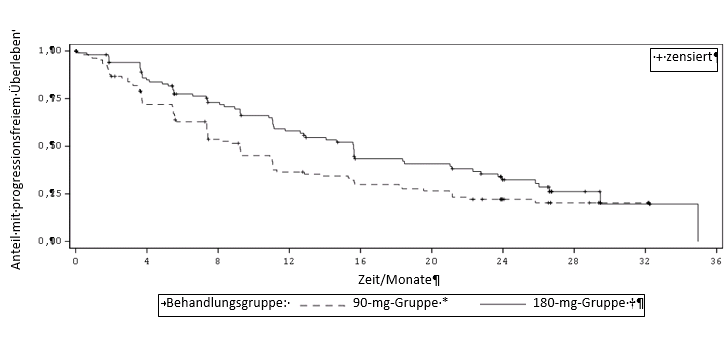 Anteil·mit·progressionsfreiem·Überleben'
1,¶00
0,¶75
0,¶50
0,¶25
0,¶00
·+·zensiert¶
0 4 8 12 16 20 24 28 32 36
Zeit/Monate¶
Behandlungsgruppe:· 90-mg-Gruppe·* 180-mg-Gruppe·†¶